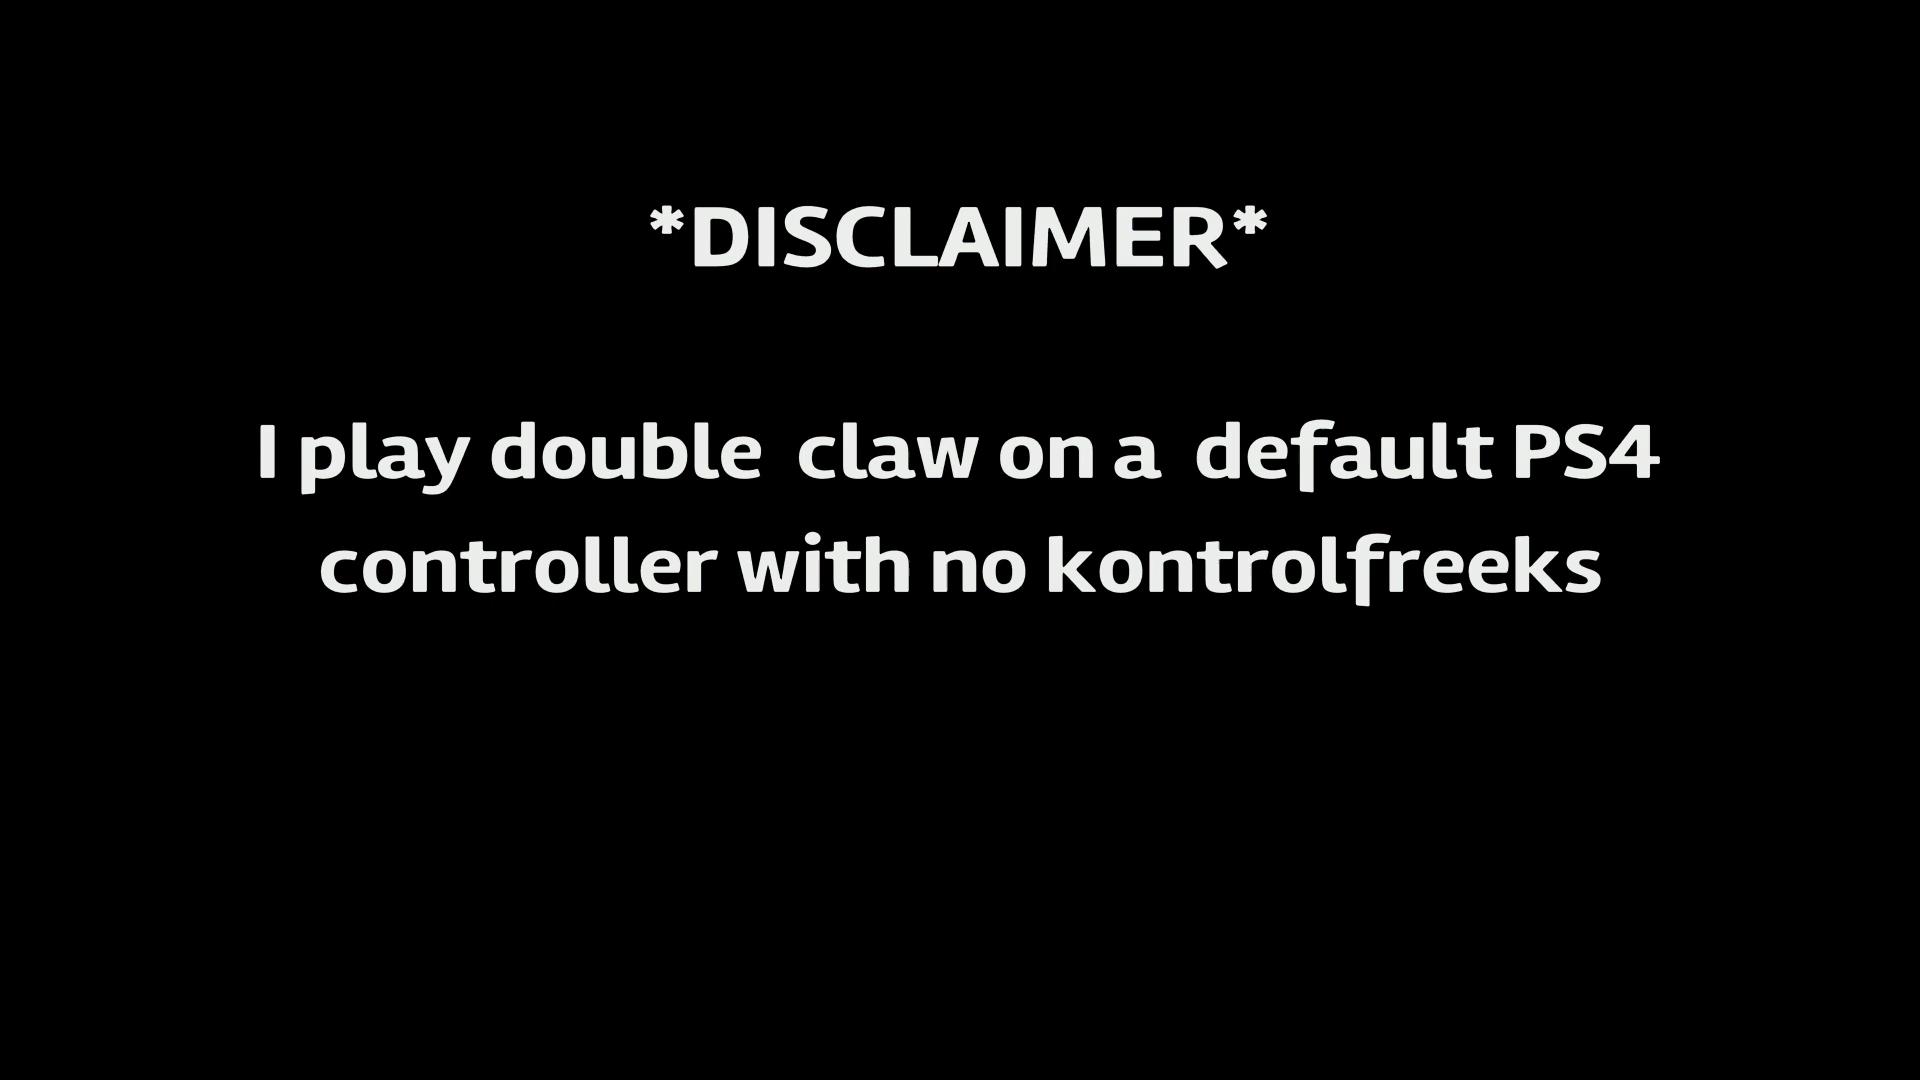 *DISCLAIMER*
I play double claw on a default PS4
controller with no kontrolfreeks